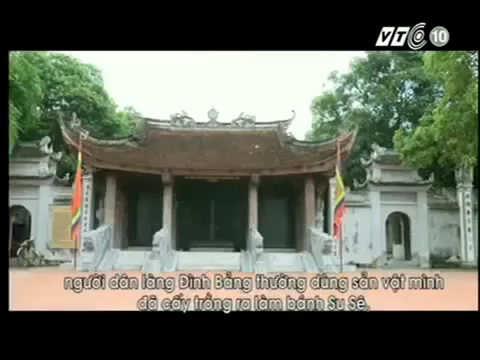 VTC 10
người dân làng Đình Bảng thường dùng sản vật mình
đã cấy trồng ra làm bánh Su Sê.